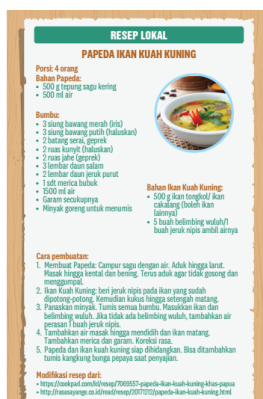 RESEP LOKAL
PAPEDA IKAN KUAH KUNING
Porsi: 4 orang
Bahan Papeda:
• 500 g tepung sagu kering
• 500 ml air
Bumbu:
• 3 siung bawang merah (iris)
• 3 siung bawang putih (haluskan)
• 2 batang serai, geprek
• 2 ruas kunyit (haluskan)
• 2 ruas jahe (geprek)
• 3 lembar daun salam
• 2 lembar daun jeruk purut
• 1 sdt merica bubuk
• 1500 ml air
• Garam secukupnya
• Minyak goreng untuk menumis
Bahan Ikan Kuah Kuning:
• 500 g ikan tongkol/ ikan
cakalang (boleh ikan
lainnya)
• 5 buah belimbing wuluh/1
buah jeruk nipis ambil airnya
Cara pembuatan:
1. Membuat Papeda: Campur sagu dengan air. Aduk hingga larut.
Masak hingga kental dan bening. Terus aduk agar tidak gosong dan
menggumpal.
2. Ikan Kuah Kuning: beri jeruk nipis pada ikan yang sudah
dipotong-potong. Kemudian kukus hingga setengah matang.
3. Panaskan minyak. Tumis semua bumbu. Masukkan ikan dan
belimbing wuluh. Jika tidak ada belimbing wuluh, tambahkan air
perasan 1 buah jeruk nipis.
4. Tambahkan air masak hingga mendidih dan ikan matang.
Tambahkan merica dan garam. Koreksi rasa.
5. Papeda dan ikan kuah kuning siap dihidangkan. Bisa ditambahkan
tumis kangkung bunga pepaya saat penyajian.
Modifikasi resep dari:
• https://cookpad.com/id/resep/7069557-papeda-ikan-kuah-kuning-khas-papua
• http://rasasayange.co.id/read/resep/20171212/papeda-ikan-kuah-kuning.html